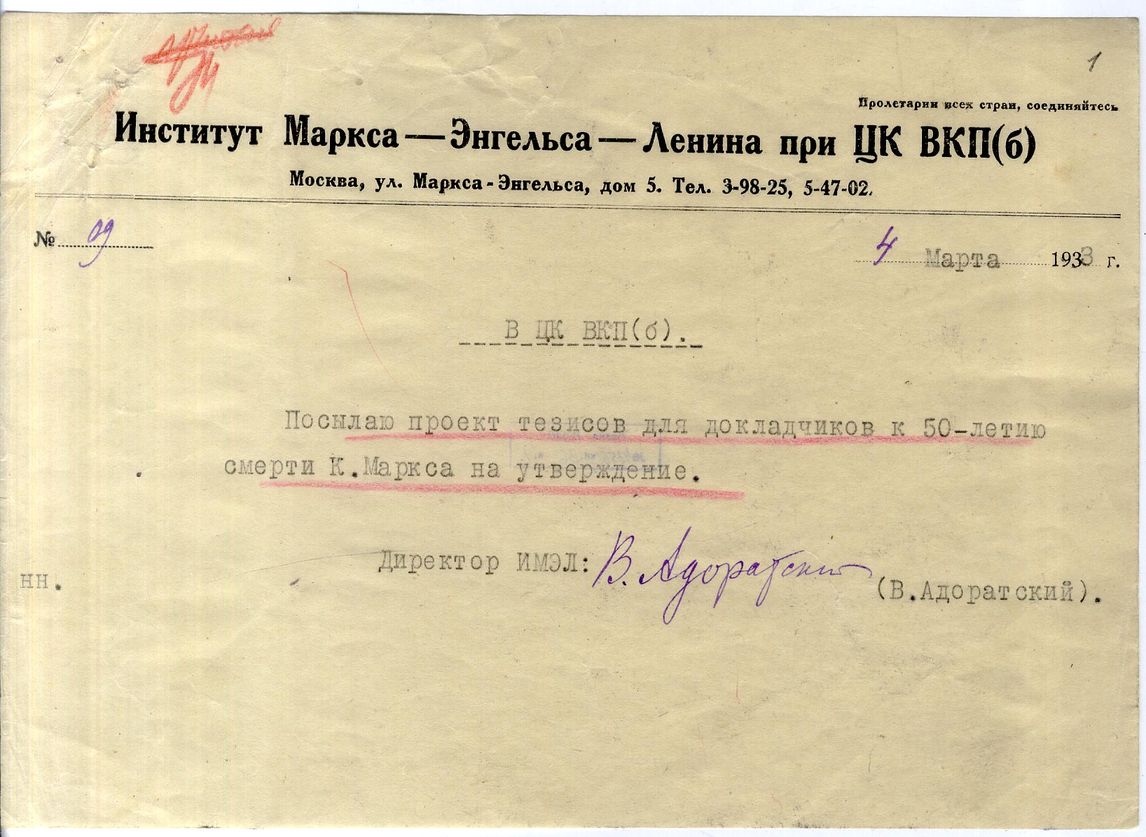 1
Пролетарии всех стран, соединяйтесь
Институт Маркса — Энгельса — Ленина при ЦК ВКП(б)
Москва, ул. Маркса-Энгельса, дом 5. Тел. 3-98-25, 5-47-02.
№ 99 4 Марта 1933 г.
В ЦК ВКП(б).
Посылаю проект тезисов для докладчиков к 50-летию
смерти К.Маркса на утверждение.
Директор ИМЭЛ: В. Адоратский
(В.Адоратский).
нн.